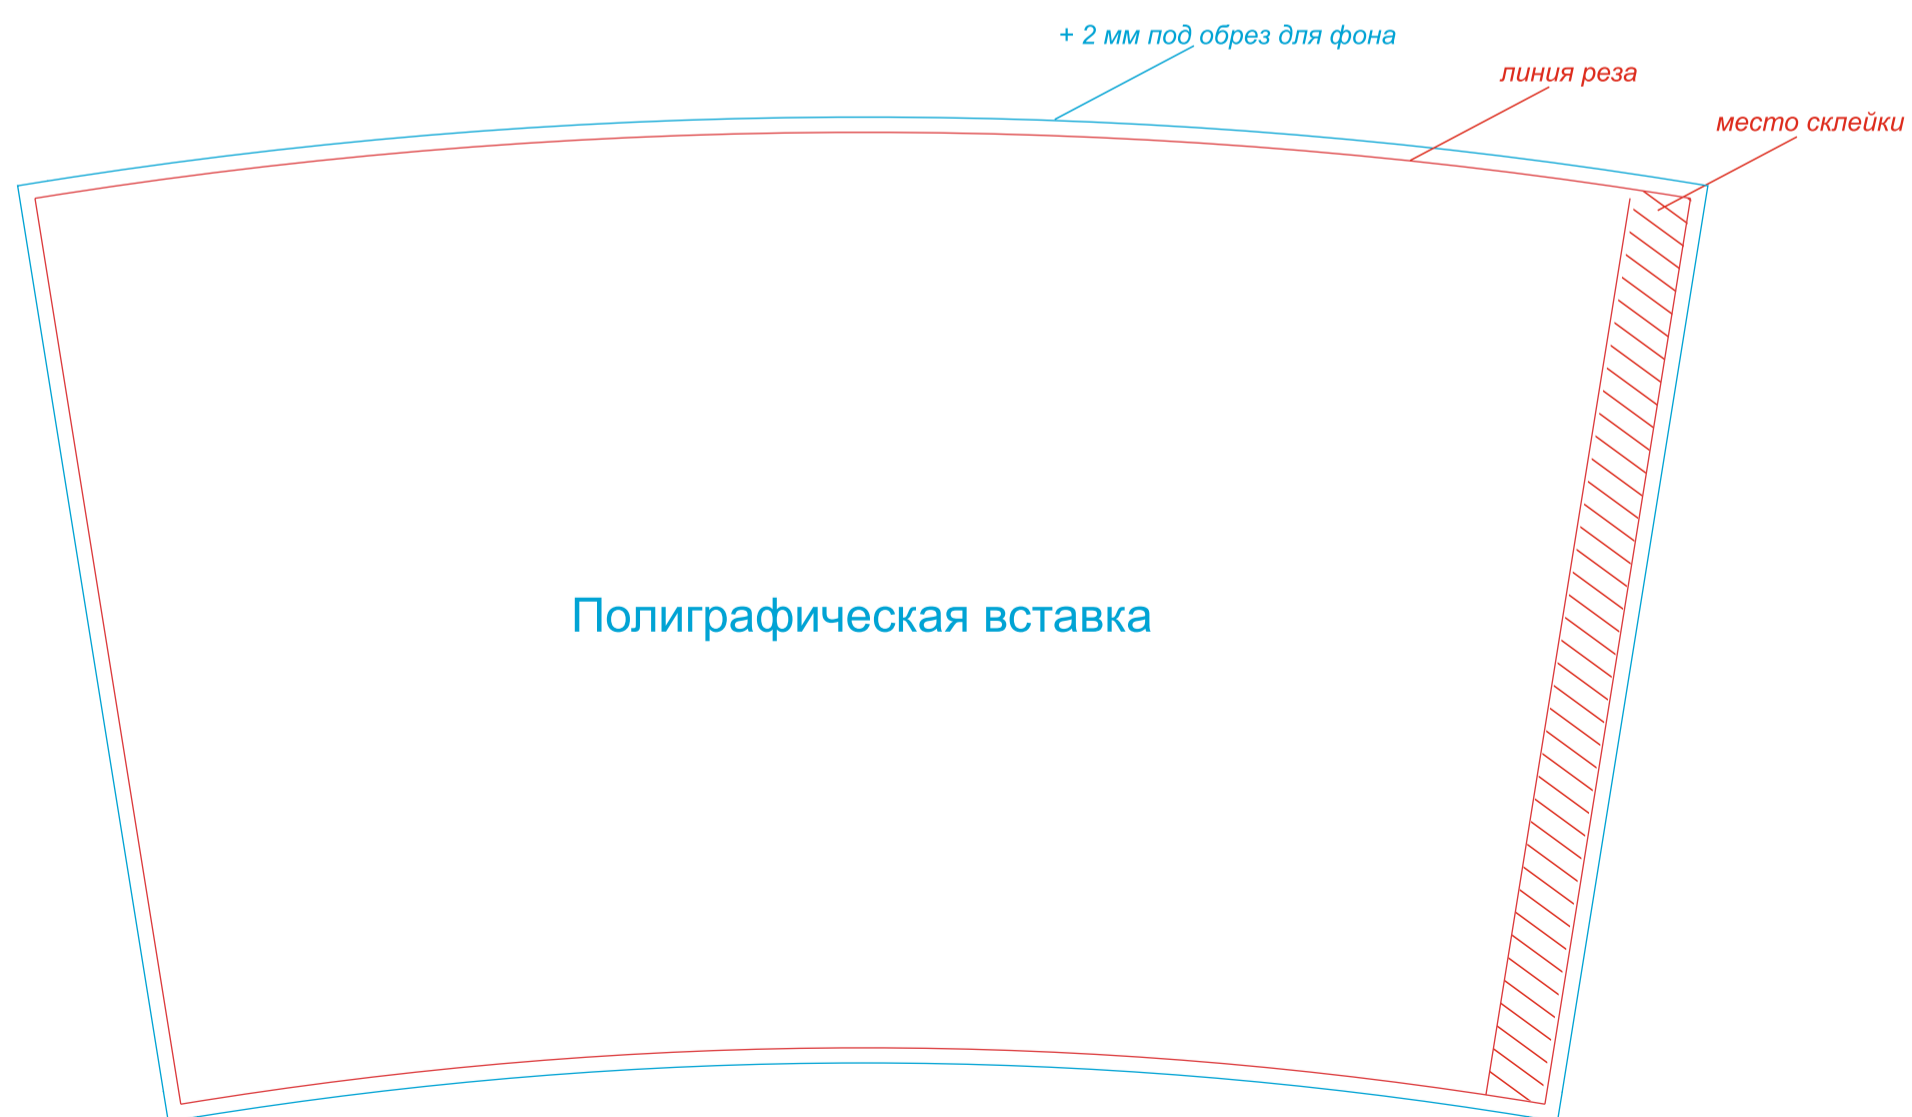 + 2 мм под обрез для фона
линия реза
место склейки
Полиграфическая вставка